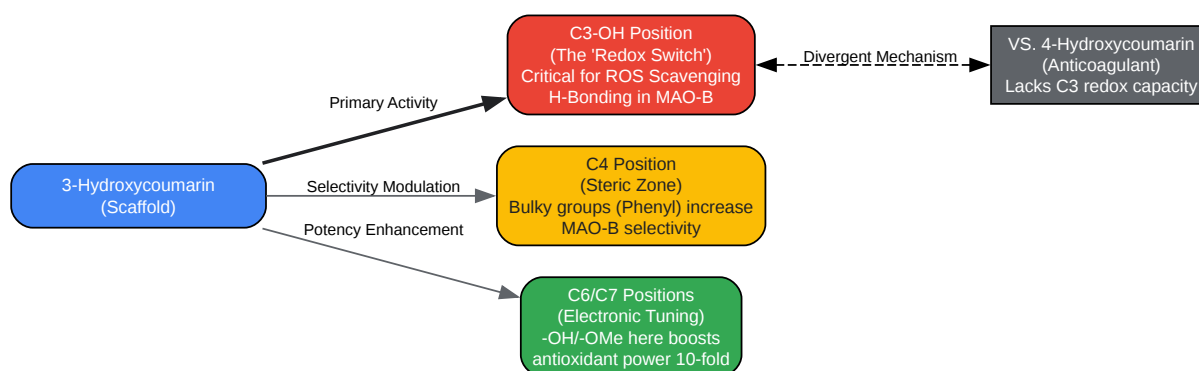 3-Hydroxycoumarin
(Scaffold)
Primary Activity
Selectivity Modulation
Potency Enhancement
C3-OH Position
(The 'Redox Switch')
Critical for ROS Scavenging
H-Bonding in MAO-B
Divergent Mechanism
VS. 4-Hydroxycoumarin
(Anticoagulant)
Lacks C3 redox capacity
C4 Position
(Steric Zone)
Bulky groups (Phenyl) increase
MAO-B selectivity
C6/C7 Positions
(Electronic Tuning)
-OH/-OMe here boosts
antioxidant power 10-fold